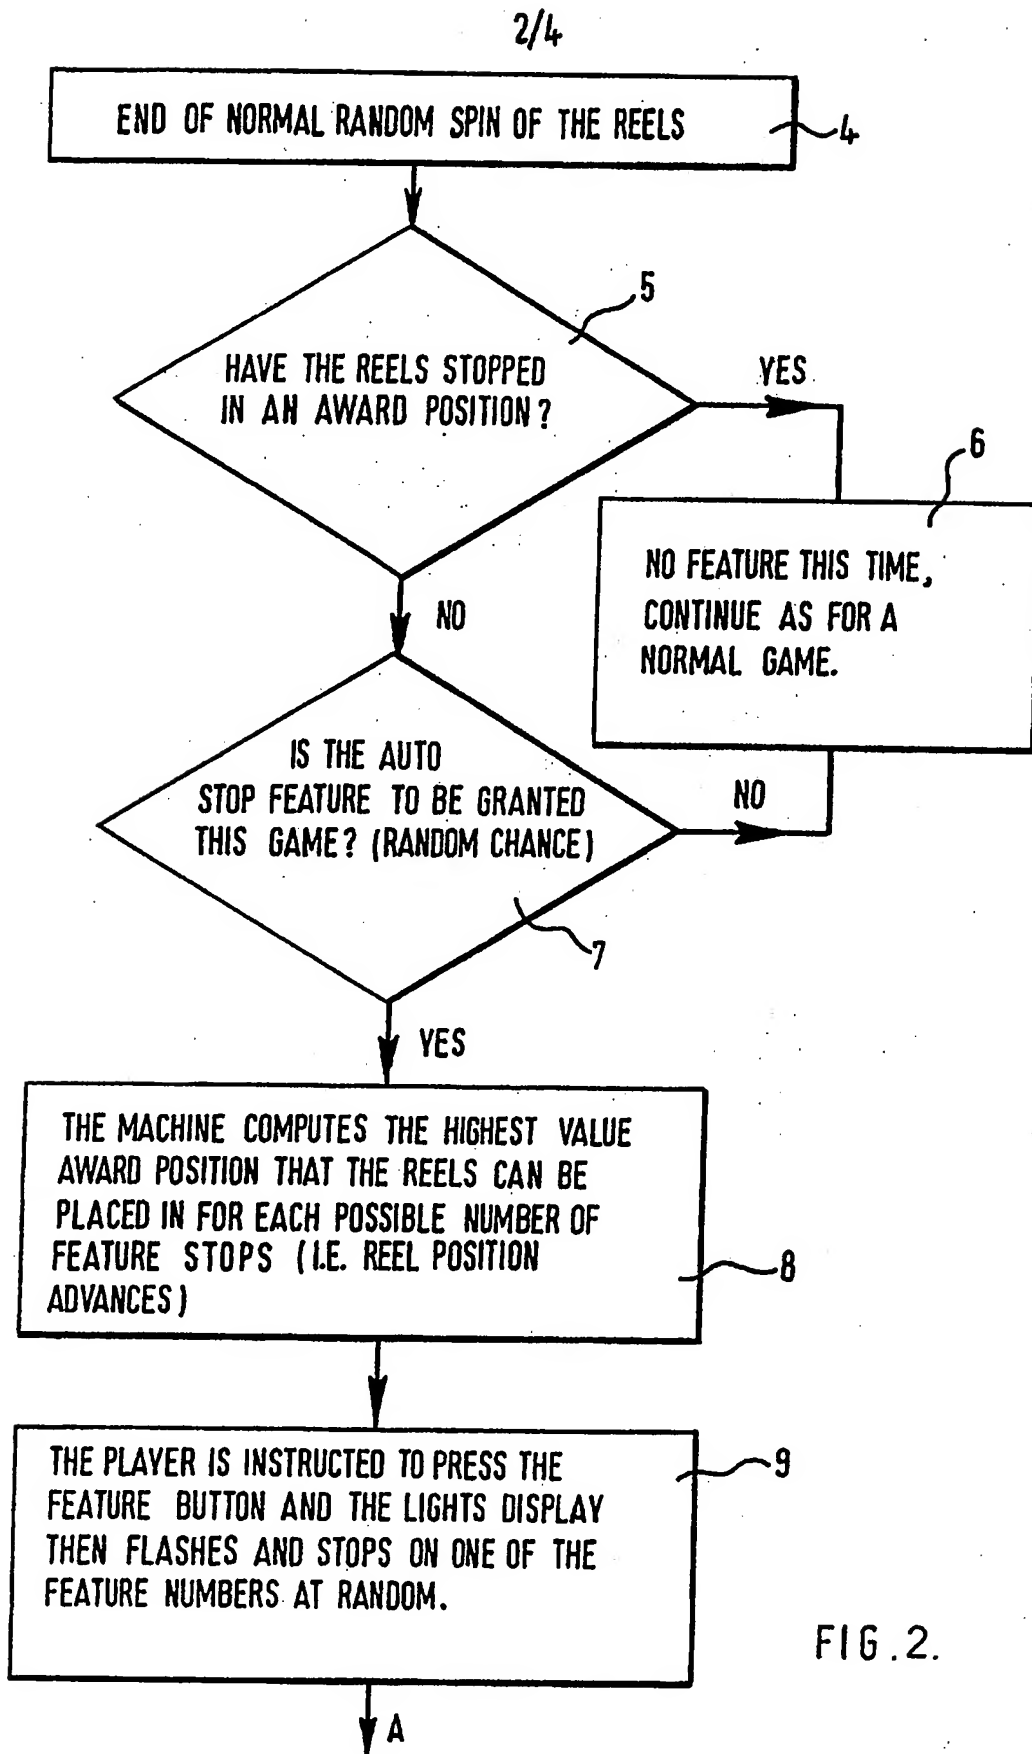 2/4
END OF NORMAL RANDOM SPIN OF THE REELS
4
5
HAVE THE REELS STOPPED
IN AN AWARD POSITION?
YES
6
NO FEATURE THIS TIME,
CONTINUE AS FOR A
NORMAL GAME.
NO
IS THE AUTO
STOP FEATURE TO BE GRANTED
THIS GAME? (RANDOM CHANCE)
NO
7
YES
THE MACHINE COMPUTES THE HIGHEST VALUE
AWARD POSITION THAT THE REELS CAN BE
PLACED IN FOR EACH POSSIBLE NUMBER OF
FEATURE STOPS (I.E. REEL POSITION
ADVANCES)
8
THE PLAYER IS INSTRUCTED TO PRESS THE
FEATURE BUTTON AND THE LIGHTS DISPLAY
THEN FLASHES AND STOPS ON ONE OF THE
FEATURE NUMBERS AT RANDOM.
9
FIG.2.
A